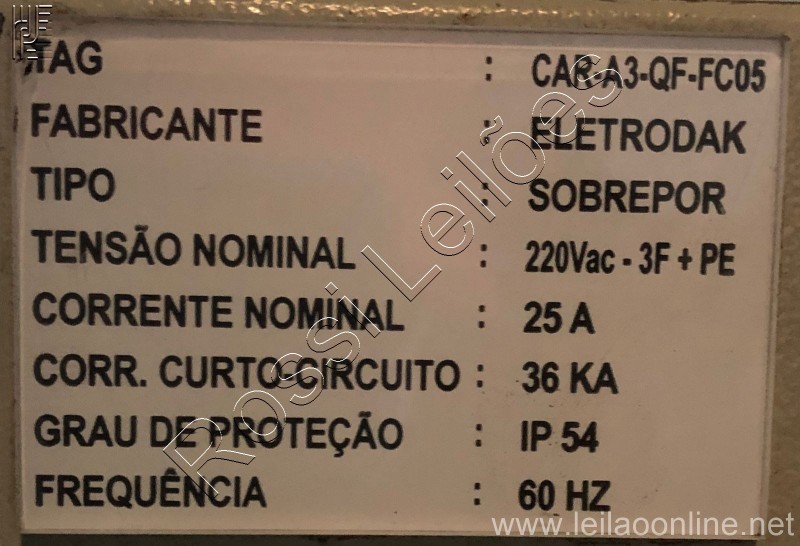 TAG : CAR-A3-QF-FC05
FABRICANTE : ELETRODAK
TIPO : SOBREPOR
TENSÃO NOMINAL : 220Vac - 3F + PE
CORRENTE NOMINAL : 25 A
CORR. CURTO-CIRCUITO : 36 KA
GRAU DE PROTEÇÃO : IP 54
FREQUÊNCIA : 60 HZ
Rossi Leilões
www.leilaoonline.net